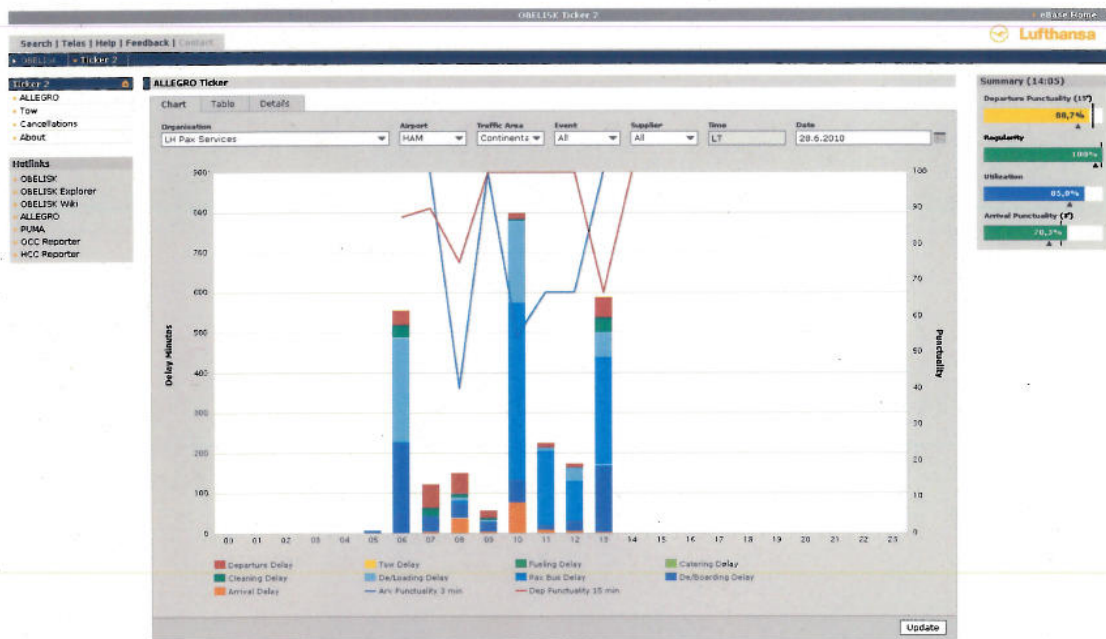 OBELISK Ticker 2
eBase Home
Search | Telas | Help | Feedback | Contact
Lufthansa
OBELISK Ticker 2
Ticker 2
ALLEGRO
Tow
Cancellations
About
Hotlinks
OBELISK
OBELISK Explorer
OBELISK Wiki
ALLEGRO
PUMA
OCC Reporter
HCC Reporter
ALLEGRO Ticker
Chart Table Details
Organisation Airport Traffic Area Event Supplier Time Date
LH Pax Services HAM Continenta All All LT 28.6.2010
Delay Minutes
900
800
700
600
500
400
300
200
100
0
00 01 02 03 04 05 06 07 08 09 10 11 12 13 14 15 16 17 18 19 20 21 22 23
100
90
80
70
60
50
40
30
20
10
0
Punctuality
Departure Delay Tow Delay Fueling Delay Catering Delay
Cleaning Delay De/Loading Delay Pax Bus Delay De/Boarding Delay
Arrival Delay Arv Punctuality 3 min Dep Punctuality 15 min
Update
Summary (14:05)
Departure Punctuality (15')
88,7%
Regularity
100%
Utilization
85,0%
Arrival Punctuality (3')
70,2%